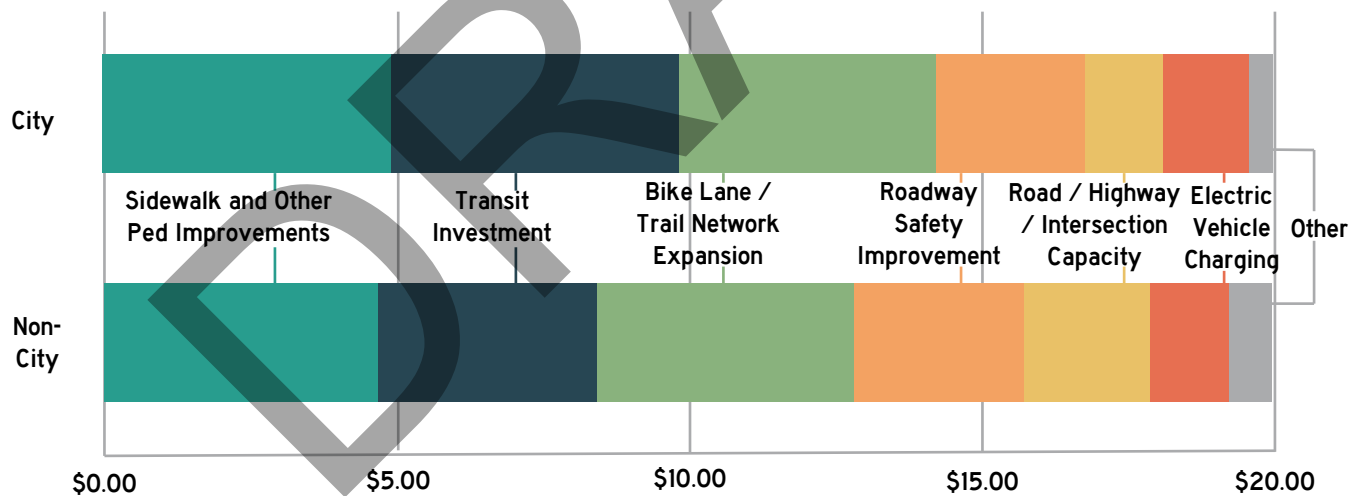 City
Sidewalk and Other
Ped Improvements
Transit
Investment
Bike Lane /
Trail Network
Expansion
Roadway
Safety
Improvement
Road / Highway
/ Intersection
Capacity
Electric
Vehicle
Charging
Other
Non-
City
$0.00
$5.00
$10.00
$15.00
$20.00